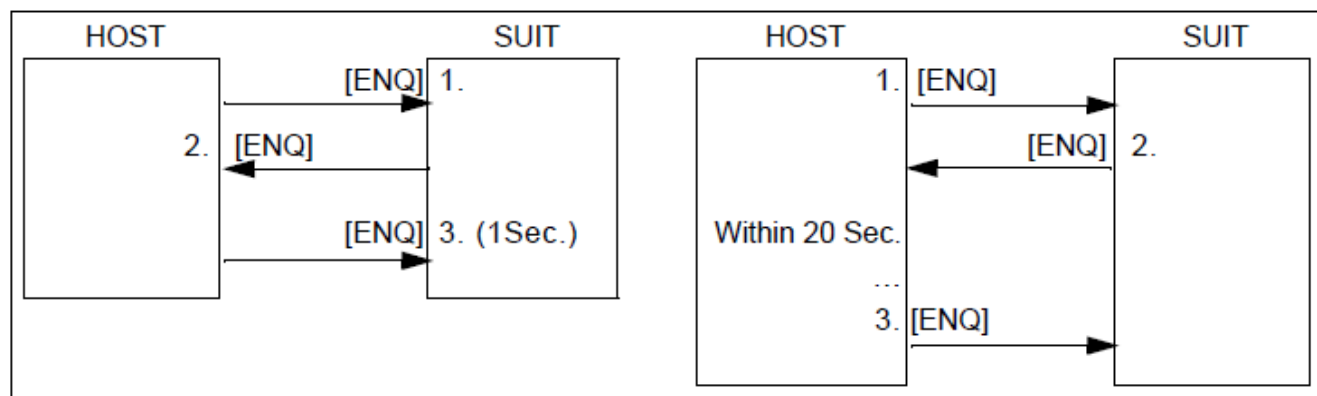 HOST SUIT
[ENQ] 1.
2. [ENQ]
[ENQ] 3. (1Sec.)
HOST SUIT
1. [ENQ]
[ENQ] 2.
Within 20 Sec.
...
3. [ENQ]